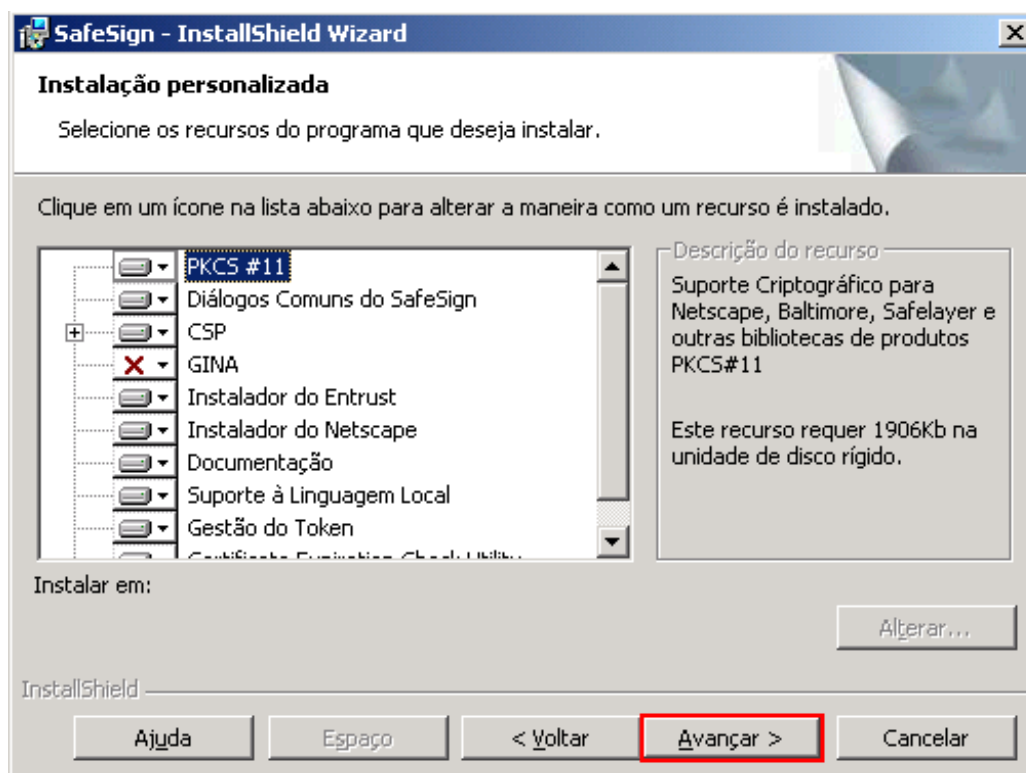 SafeSign - InstallShield Wizard
Instalação personalizada
Selecione os recursos do programa que deseja instalar.
Clique em um ícone na lista abaixo para alterar a maneira como um recurso é instalado.
PKCS #11
Diálogos Comuns do SafeSign
CSP
GINA
Instalador do Entrust
Instalador do Netscape
Documentação
Suporte à Linguagem Local
Gestão do Token
Certificate Expiration Check Utility
Descrição do recurso
Suporte Criptográfico para
Netscape, Baltimore, Safelayer e
outras bibliotecas de produtos
PKCS#11
Este recurso requer 1906Kb na
unidade de disco rígido.
Instalar em:
Alterar...
InstallShield
Ajuda
Espaço
< Voltar
Avançar >
Cancelar